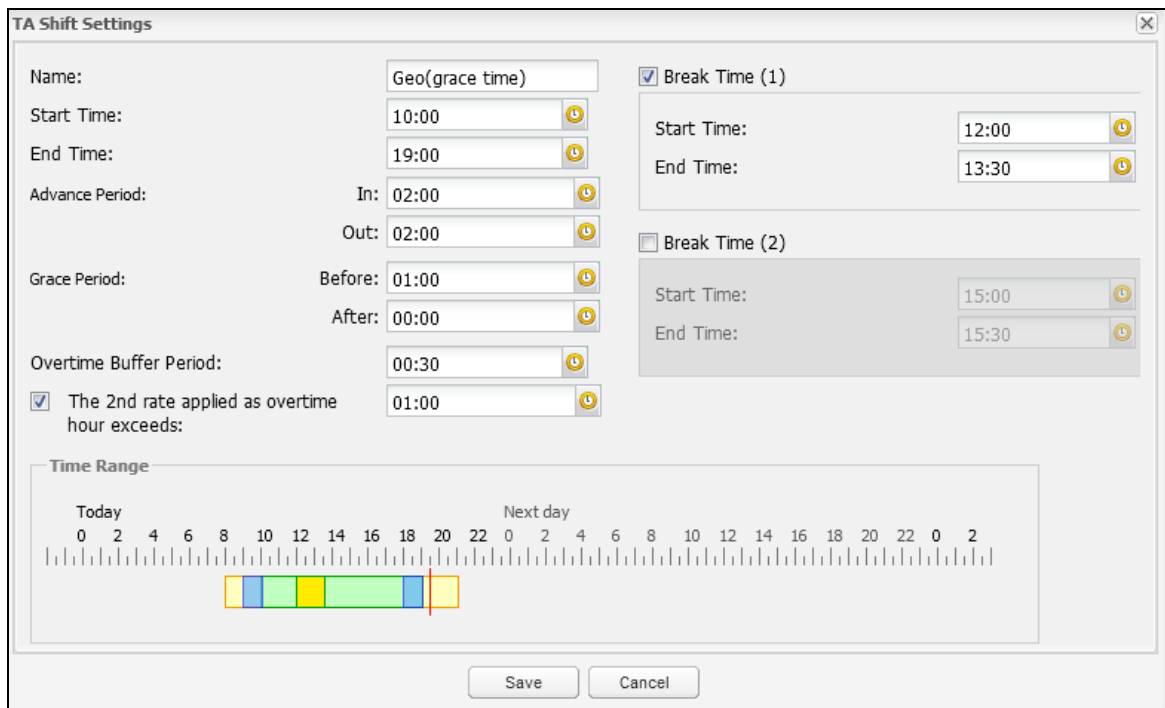 TA Shift Settings
Name: Geo(grace time)
Start Time: 10:00
End Time: 19:00
Advance Period: In: 02:00
Out: 02:00
Grace Period: Before: 01:00
After: 00:00
Overtime Buffer Period: 00:30
The 2nd rate applied as overtime hour exceeds: 01:00
Break Time (1)
Start Time: 12:00
End Time: 13:30
Break Time (2)
Start Time: 15:00
End Time: 15:30
Time Range
Today Next day
0 2 4 6 8 10 12 14 16 18 20 22 0 2 4 6 8 10 12 14 16 18 20 22 0 2
Save Cancel